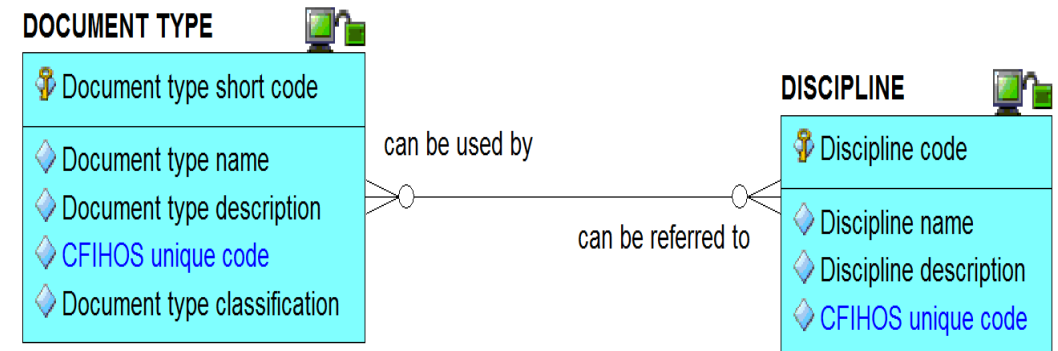 DOCUMENT TYPE
Document type short code
Document type name
Document type description
CFIHOS unique code
Document type classification
can be used by
can be referred to
DISCIPLINE
Discipline code
Discipline name
Discipline description
CFIHOS unique code